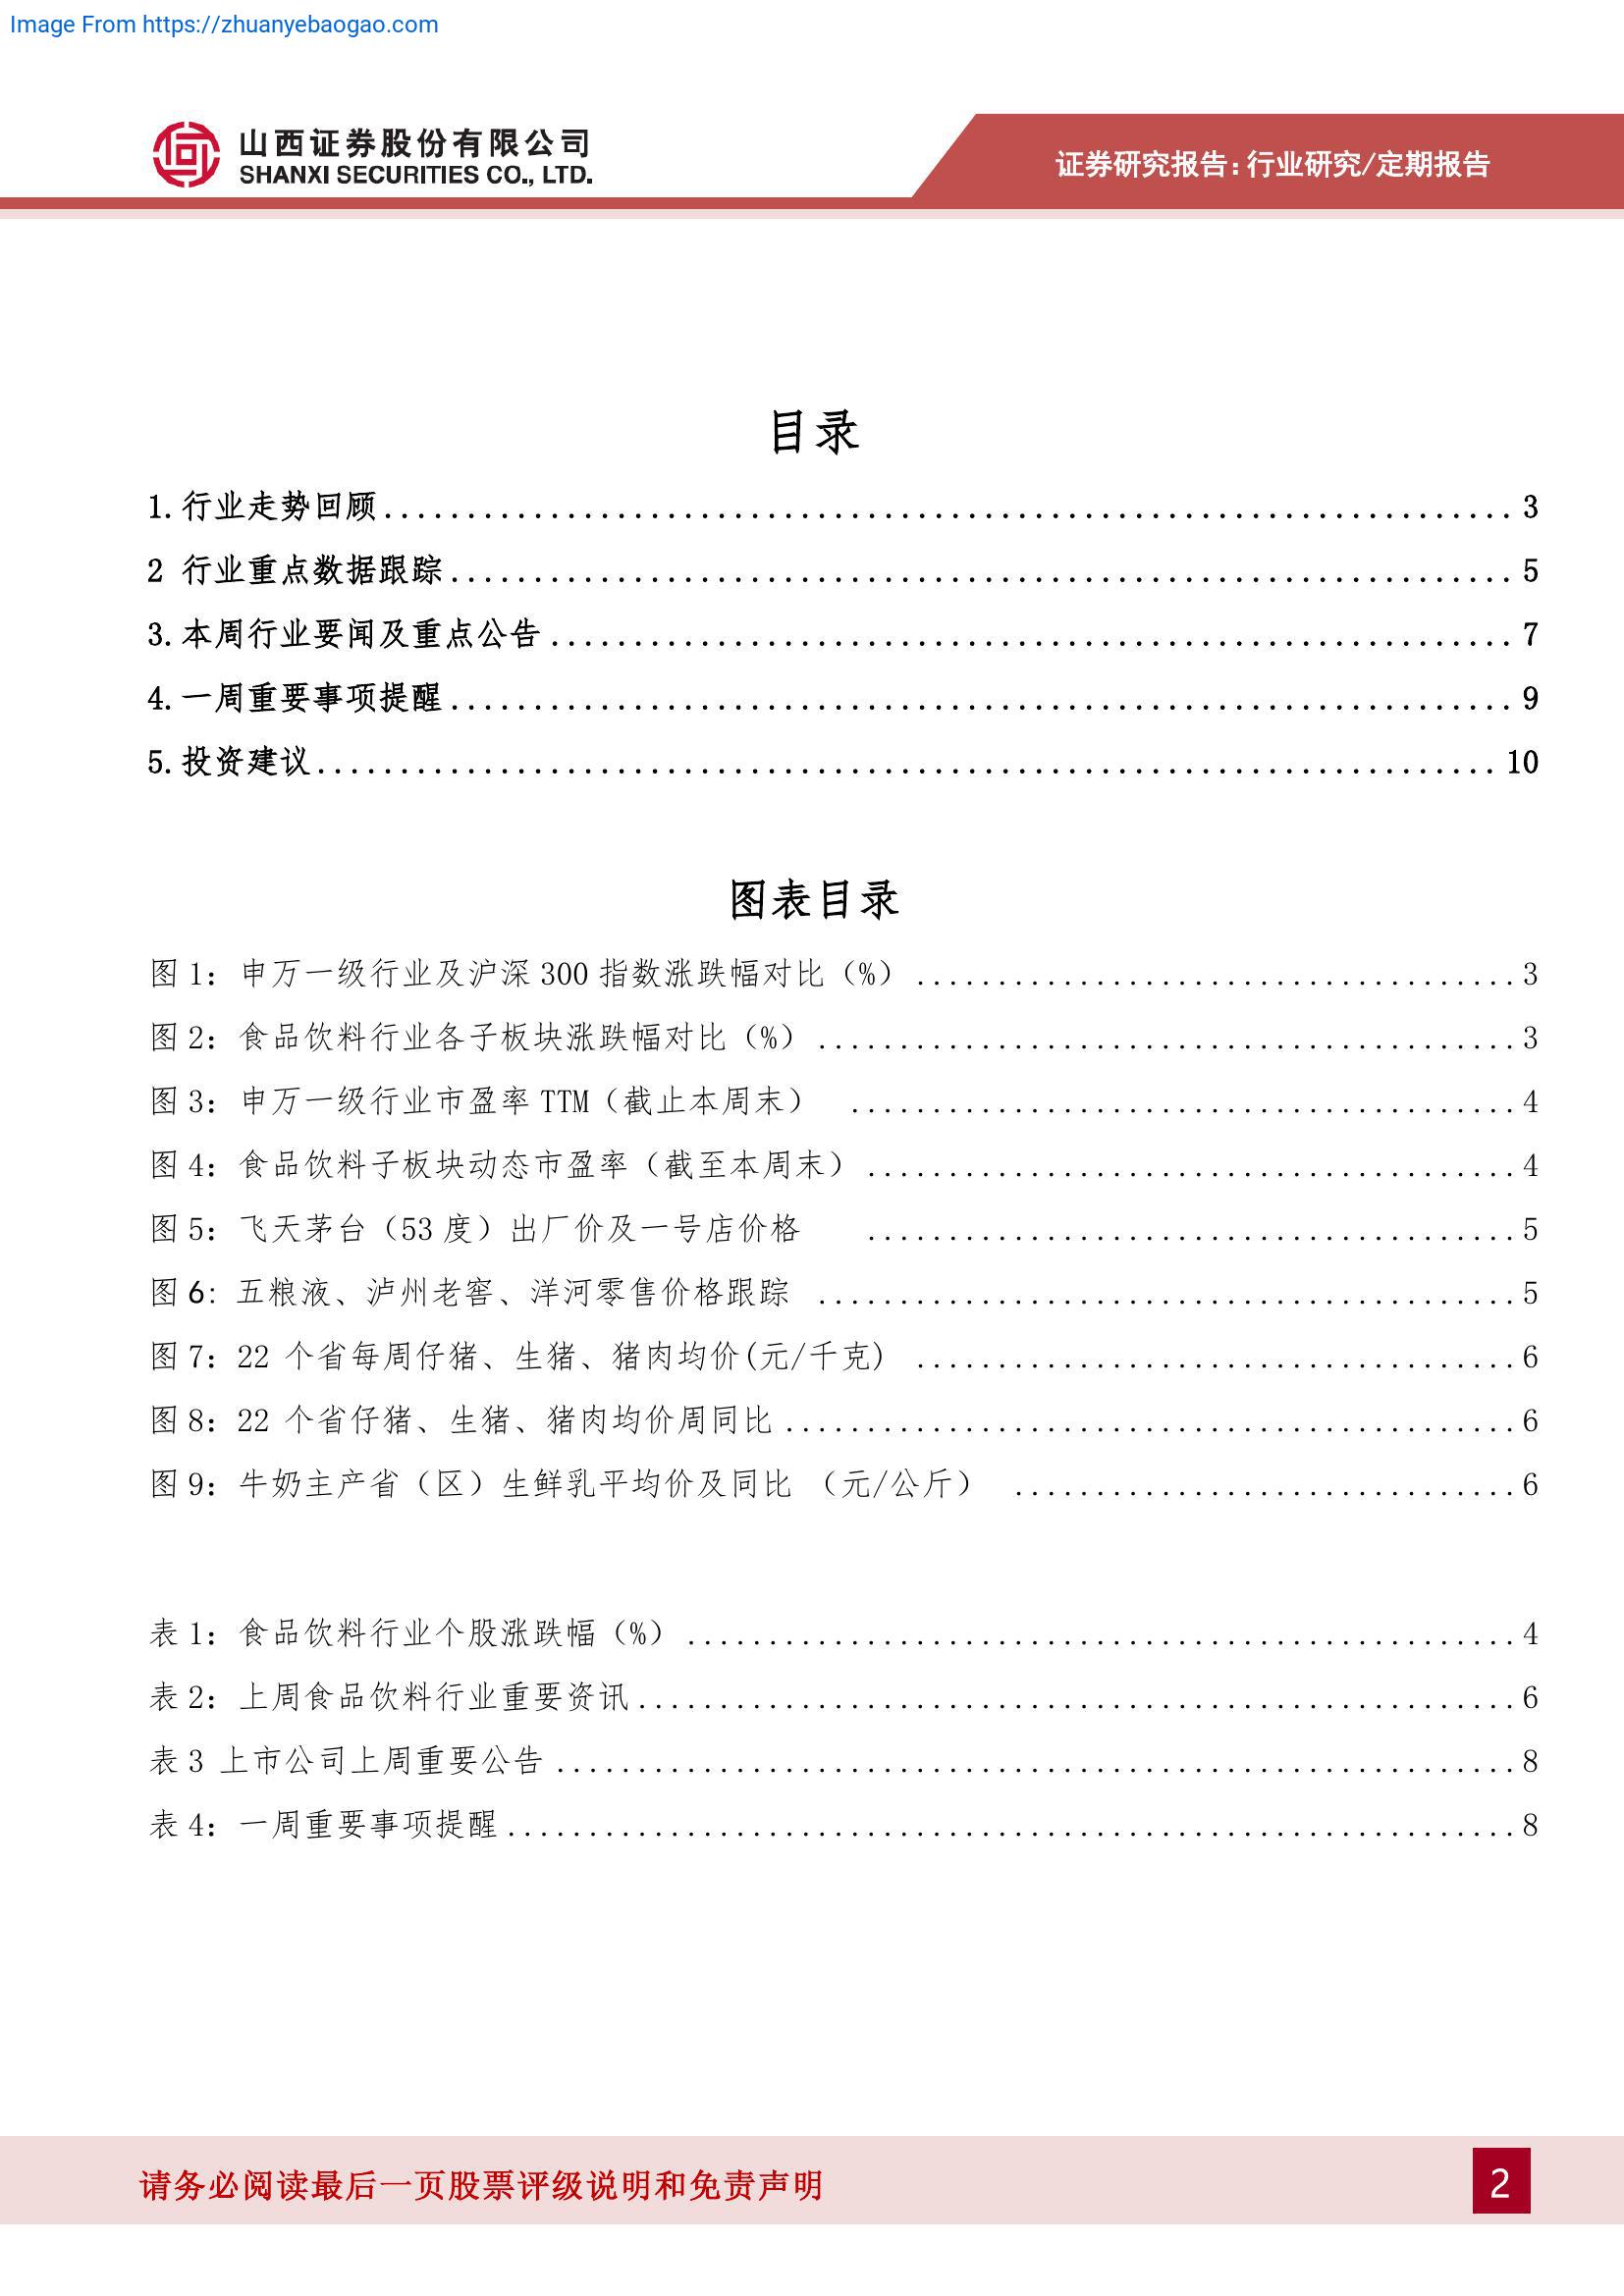 Image From https://zhuanyebaogao.com
山西证券股份有限公司
SHANXI SECURITIES CO., LTD.
证券研究报告:行业研究/定期报告
目录
1.行业走势回顾......................................................................3
2 行业重点数据跟踪..................................................................5
3.本周行业要闻及重点公告............................................................7
4.一周重要事项提醒..................................................................9
5.投资建议........................................................................10
图表目录
图 1：申万一级行业及沪深 300 指数涨跌幅对比（%）.....................................3
图 2：食品饮料行业各子板块涨跌幅对比（%）...........................................3
图 3：申万一级行业市盈率 TTM（截止本周末） .........................................4
图 4：食品饮料子板块动态市盈率（截至本周末）........................................4
图 5：飞天茅台（53 度）出厂价及一号店价格 ........................................5
图 6: 五粮液、泸州老窖、洋河零售价格跟踪 ...........................................5
图 7：22 个省每周仔猪、生猪、猪肉均价(元/千克) .....................................6
图 8：22 个省仔猪、生猪、猪肉均价周同比.............................................6
图 9：牛奶主产省（区）生鲜乳平均价及同比 （元/公斤） ...............................6
表 1：食品饮料行业个股涨跌幅（%）...................................................4
表 2：上周食品饮料行业重要资讯......................................................6
表 3 上市公司上周重要公告...........................................................8
表 4：一周重要事项提醒..............................................................8
请务必阅读最后一页股票评级说明和免责声明
2